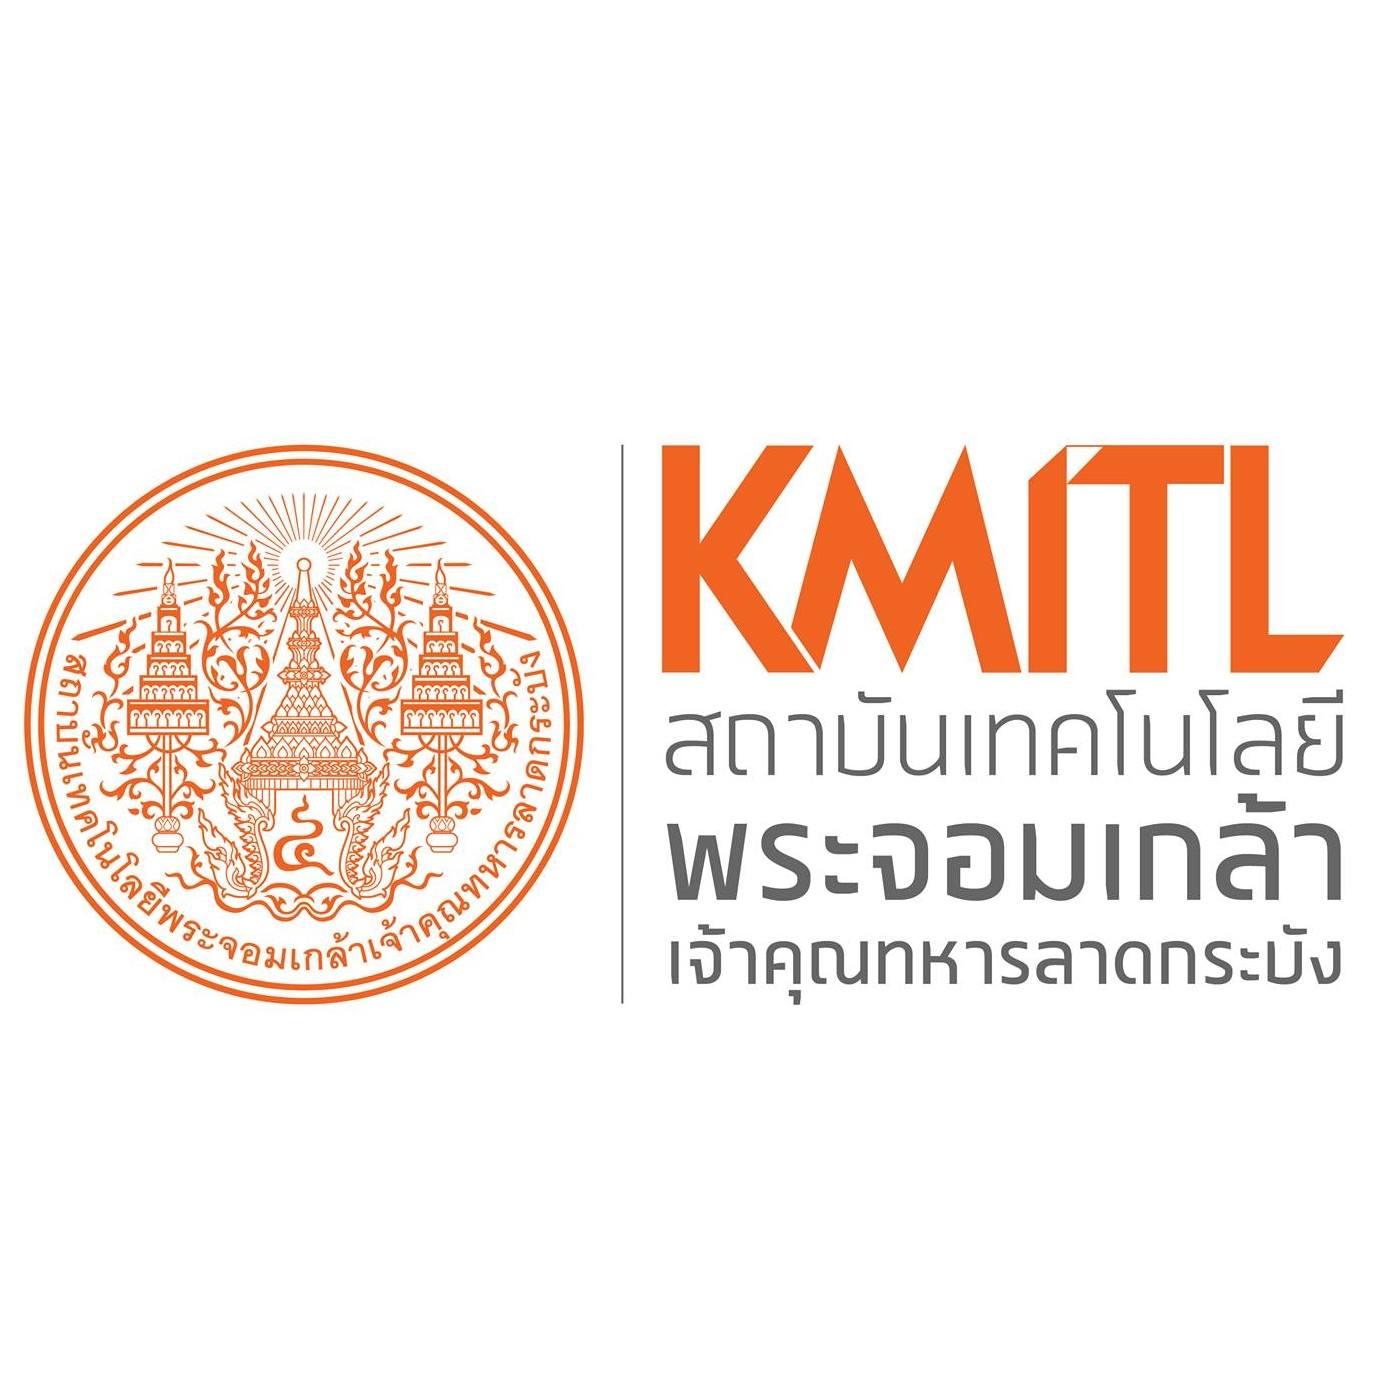 สถาบันเทคโนโลยีพระจอมเกล้าเจ้าคุณทหารลาดกระบัง
๔
KMITL
สถาบันเทคโนโลยี
พระจอมเกล้า
เจ้าคุณทหารลาดกระบัง